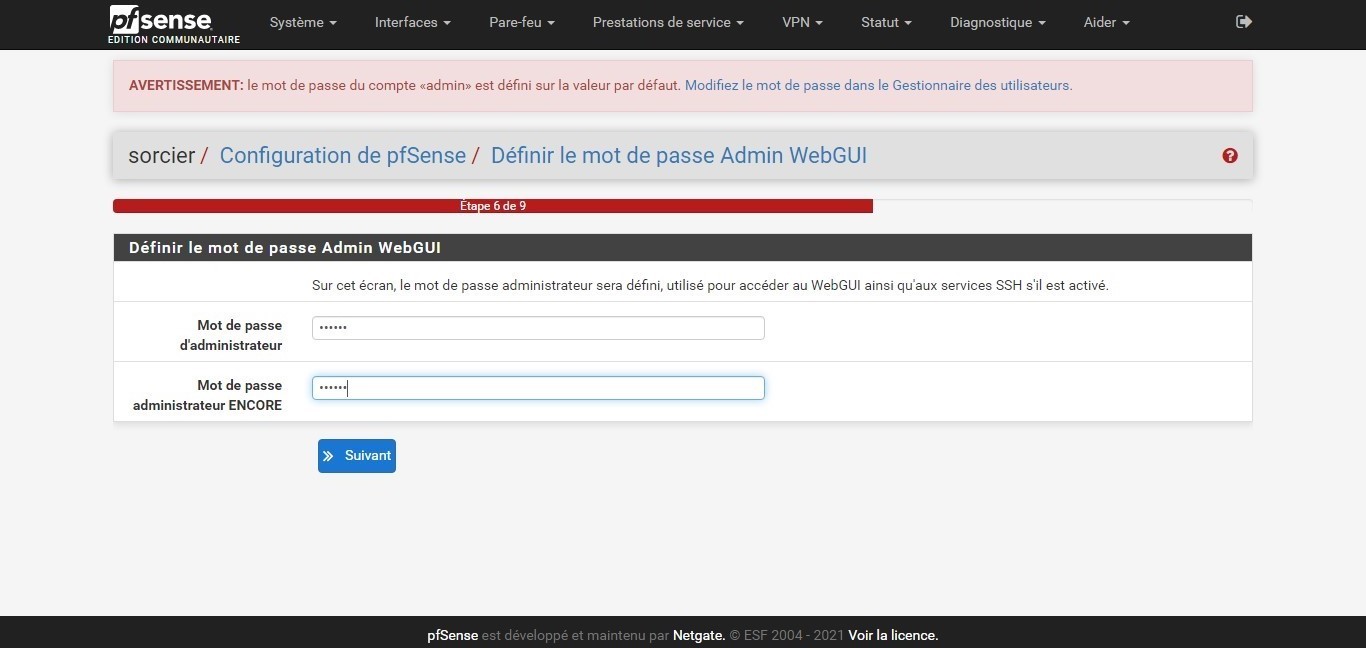 pfsense
EDITION COMMUNAUTAIRE
Système
Interfaces
Pare-feu
Prestations de service
VPN
Statut
Diagnostique
Aider
AVERTISSEMENT: le mot de passe du compte «admin» est défini sur la valeur par défaut. Modifiez le mot de passe dans le Gestionnaire des utilisateurs.
sorcier / Configuration de pfSense / Définir le mot de passe Admin WebGUI
Étape 6 de 9
Définir le mot de passe Admin WebGUI
Sur cet écran, le mot de passe administrateur sera défini, utilisé pour accéder au WebGUI ainsi qu'aux services SSH s'il est activé.
Mot de passe
d'administrateur
••••••
Mot de passe
administrateur ENCORE
••••••
Suivant
pfSense est développé et maintenu par Netgate. © ESF 2004 - 2021 Voir la licence.